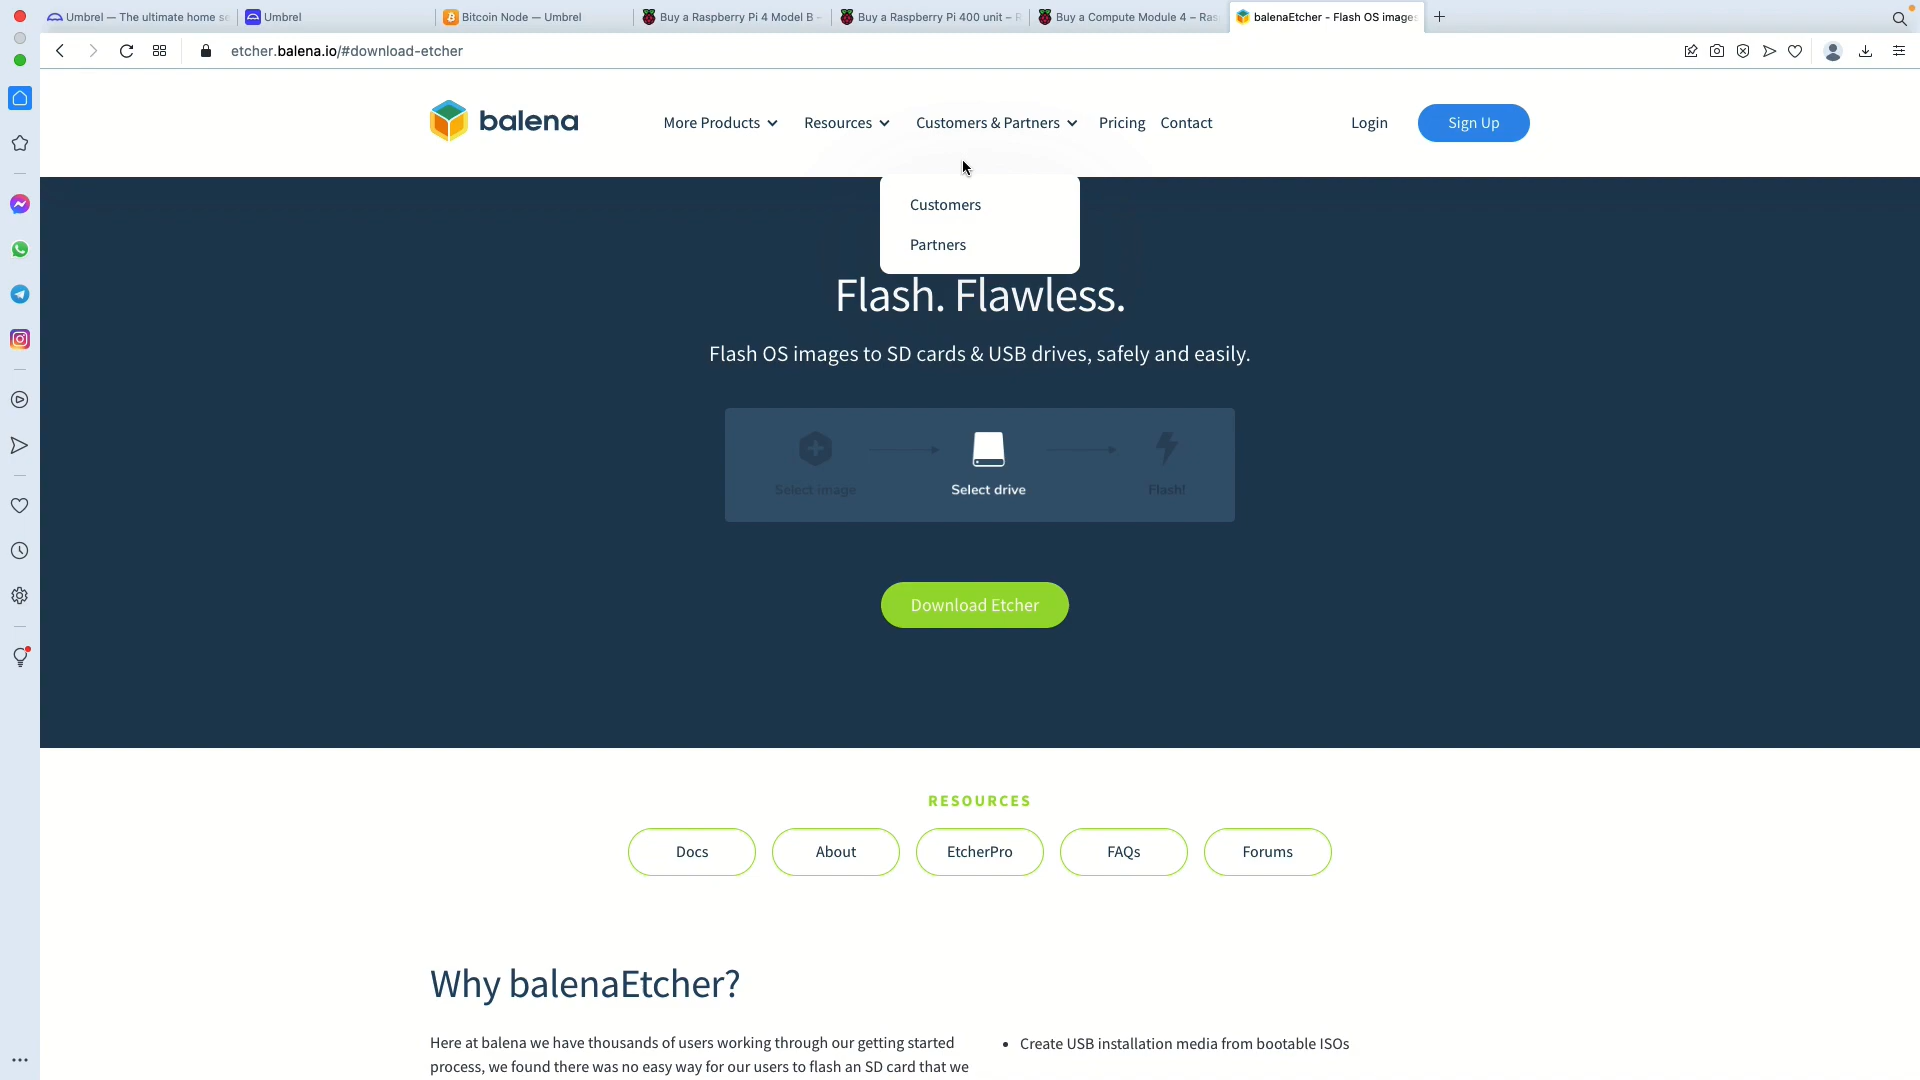 Umbrel — The ultimate home se
Umbrel
Bitcoin Node — Umbrel
Buy a Raspberry Pi 4 Model B –
Buy a Raspberry Pi 400 unit – R
Buy a Compute Module 4 – Ras
balenaEtcher - Flash OS images
etcher.balena.io/#download-etcher
balena
More Products
Resources
Customers & Partners
Pricing
Contact
Login
Sign Up
Customers
Partners
Flash. Flawless.
Flash OS images to SD cards & USB drives, safely and easily.
Select image
Select drive
Flash!
Download Etcher
RESOURCES
Docs
About
EtcherPro
FAQs
Forums
Why balenaEtcher?
Here at balena we have thousands of users working through our getting started
process, we found there was no easy way for our users to flash an SD card that we
• Create USB installation media from bootable ISOs